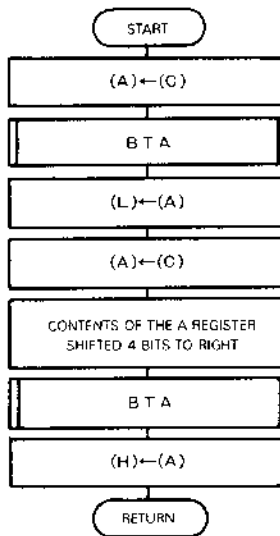 START
(A)←(C)
B T A
(L)←(A)
(A)←(C)
CONTENTS OF THE A REGISTER
SHIFTED 4 BITS TO RIGHT
B T A
(H)←(A)
RETURN